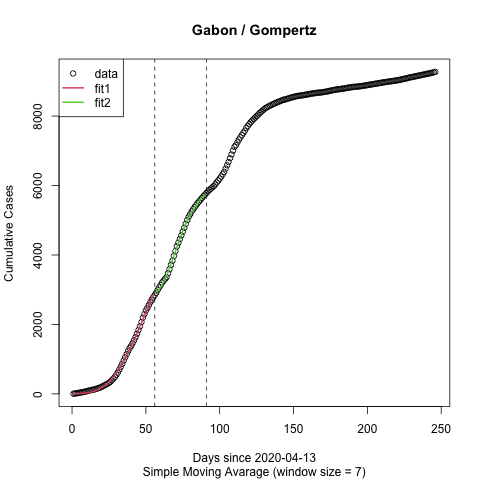 Gabon / Gompertz
data
fit1
fit2
Cumulative Cases
0
2000
4000
6000
8000
0 50 100 150 200 250
Days since 2020-04-13
Simple Moving Avarage (window size = 7)